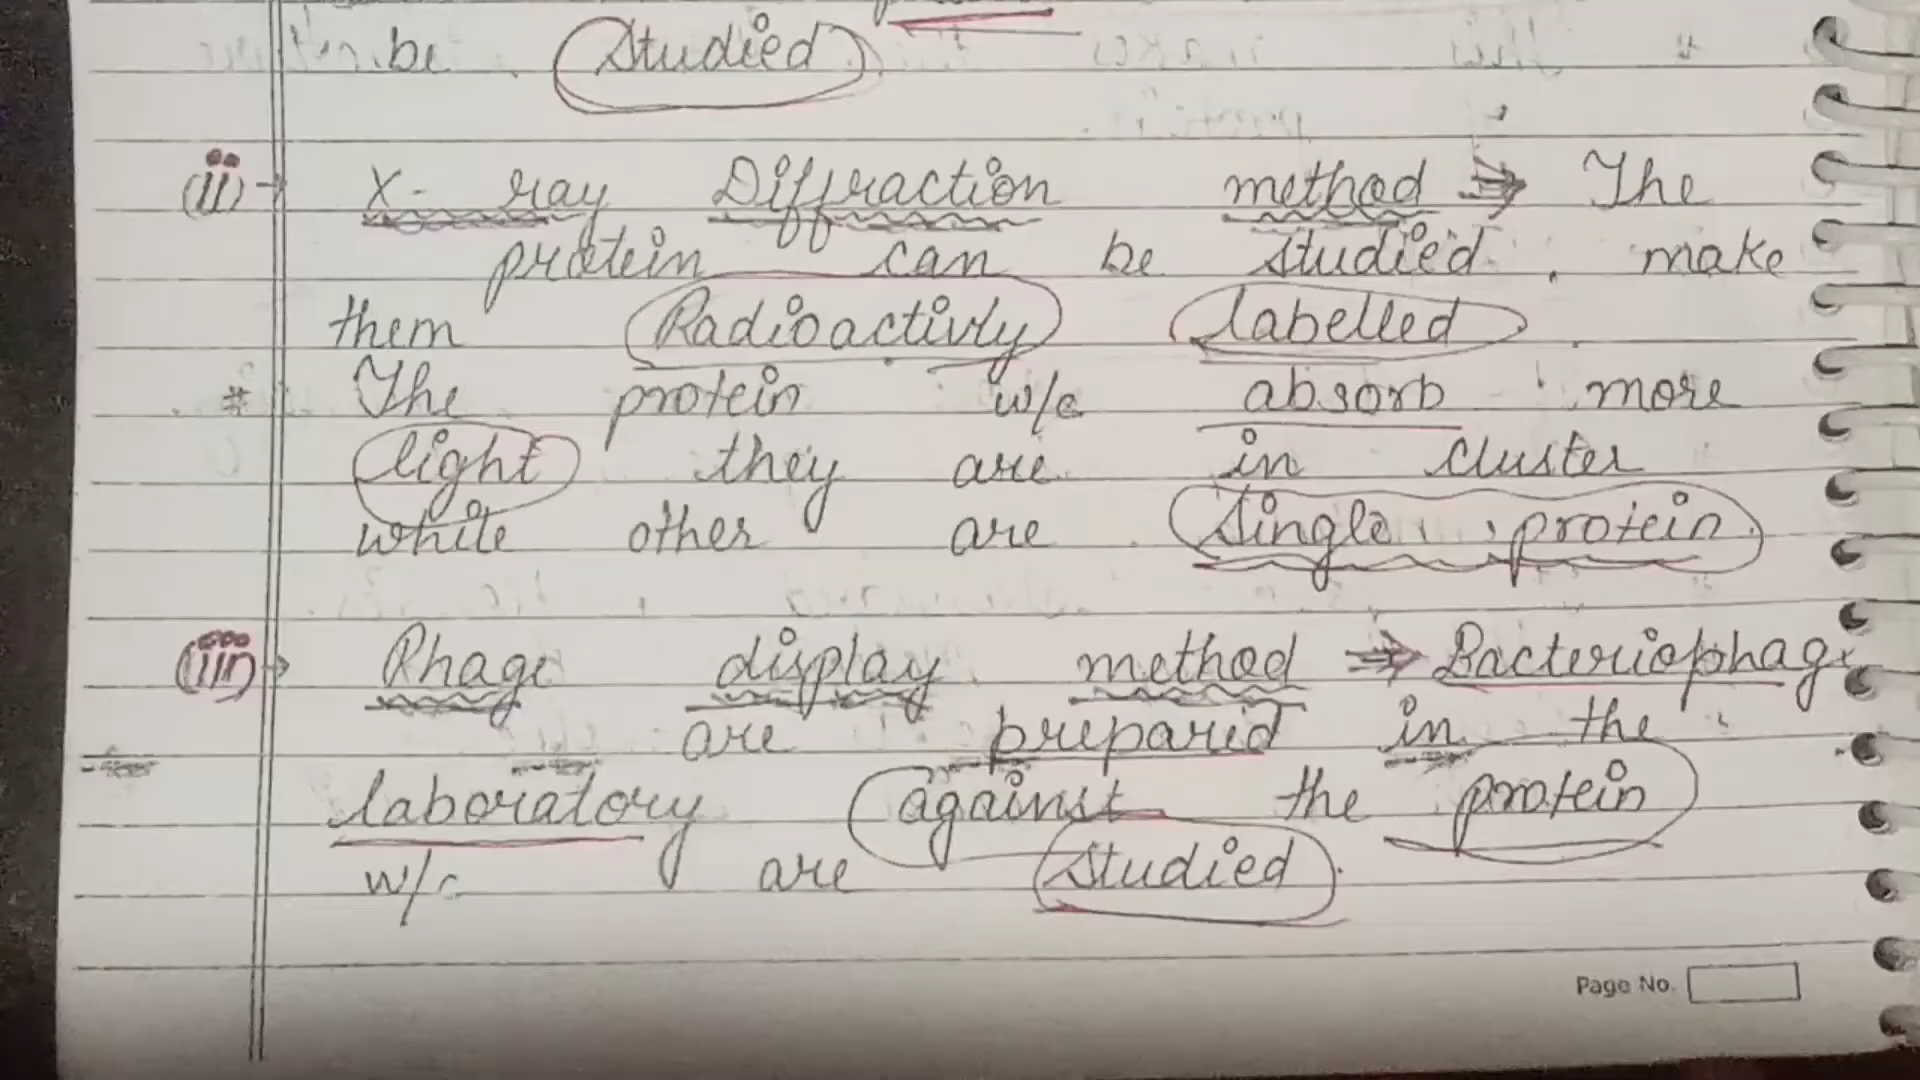 be studied
(ii) → X-ray Diffraction method ⇒ The
protein can be studied. make
them Radioactivly labelled.
# The protein w/c absorb more
light they are in cluster
while other are single protein.
(iii) → Phage display method ⇒ Bacteriophage
are prepared in the
laboratory against the protein
w/c are studied.
Page No.